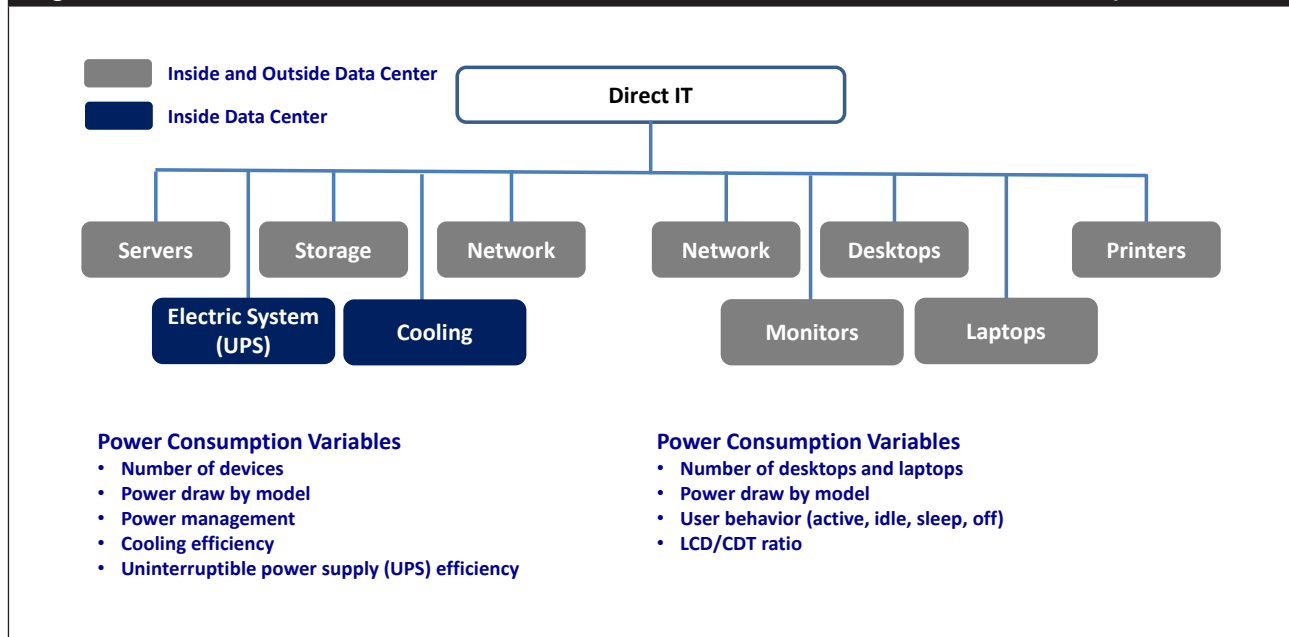 Inside and Outside Data Center
Inside Data Center
Direct IT
Servers
Storage
Network
Network
Desktops
Printers
Electric System
(UPS)
Cooling
Monitors
Laptops
Power Consumption Variables
• Number of devices
• Power draw by model
• Power management
• Cooling efficiency
• Uninterruptible power supply (UPS) efficiency
Power Consumption Variables
• Number of desktops and laptops
• Power draw by model
• User behavior (active, idle, sleep, off)
• LCD/CDT ratio